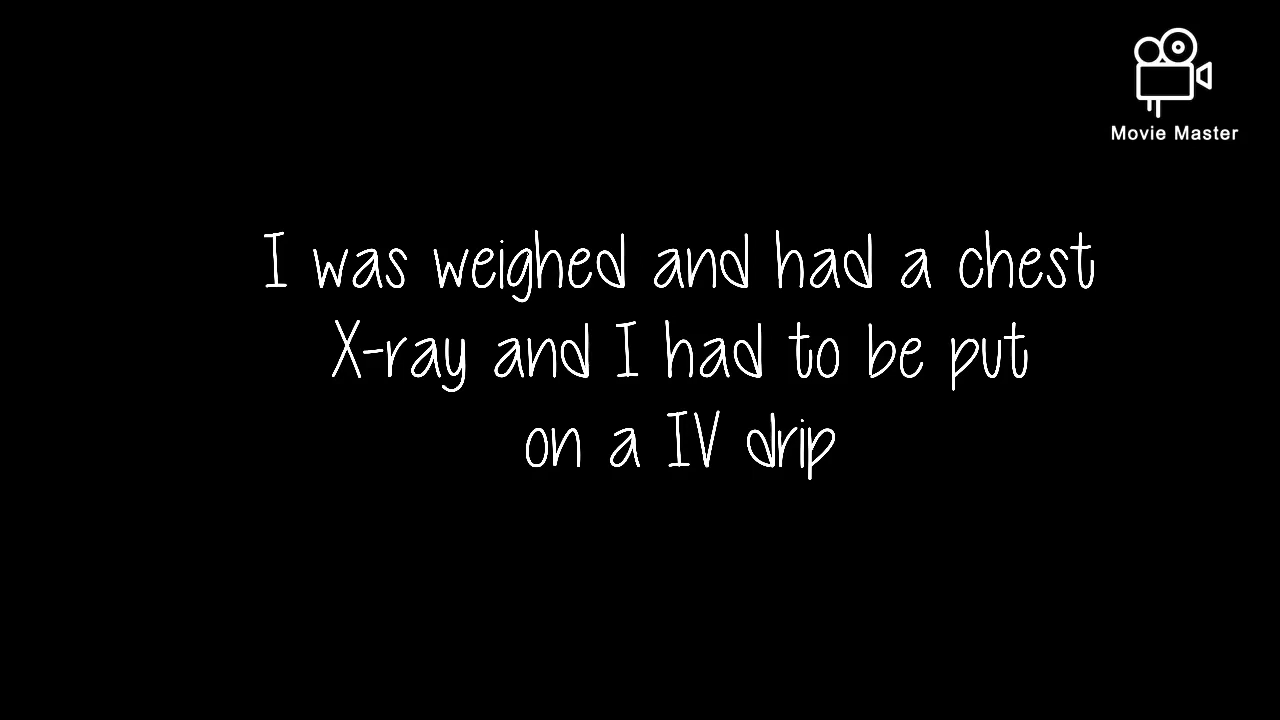 Movie Master
I was weighed and had a chest
X-ray and I had to be put
on a IV drip